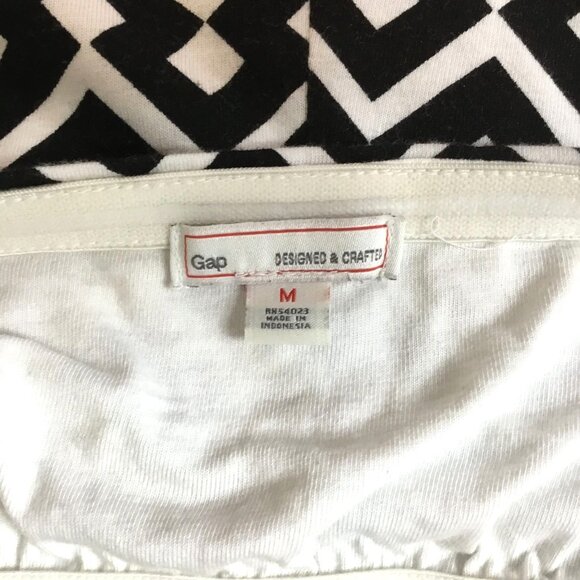 Gap DESIGNED & CRAFTED
M
RN54023
MADE IN
INDONESIA